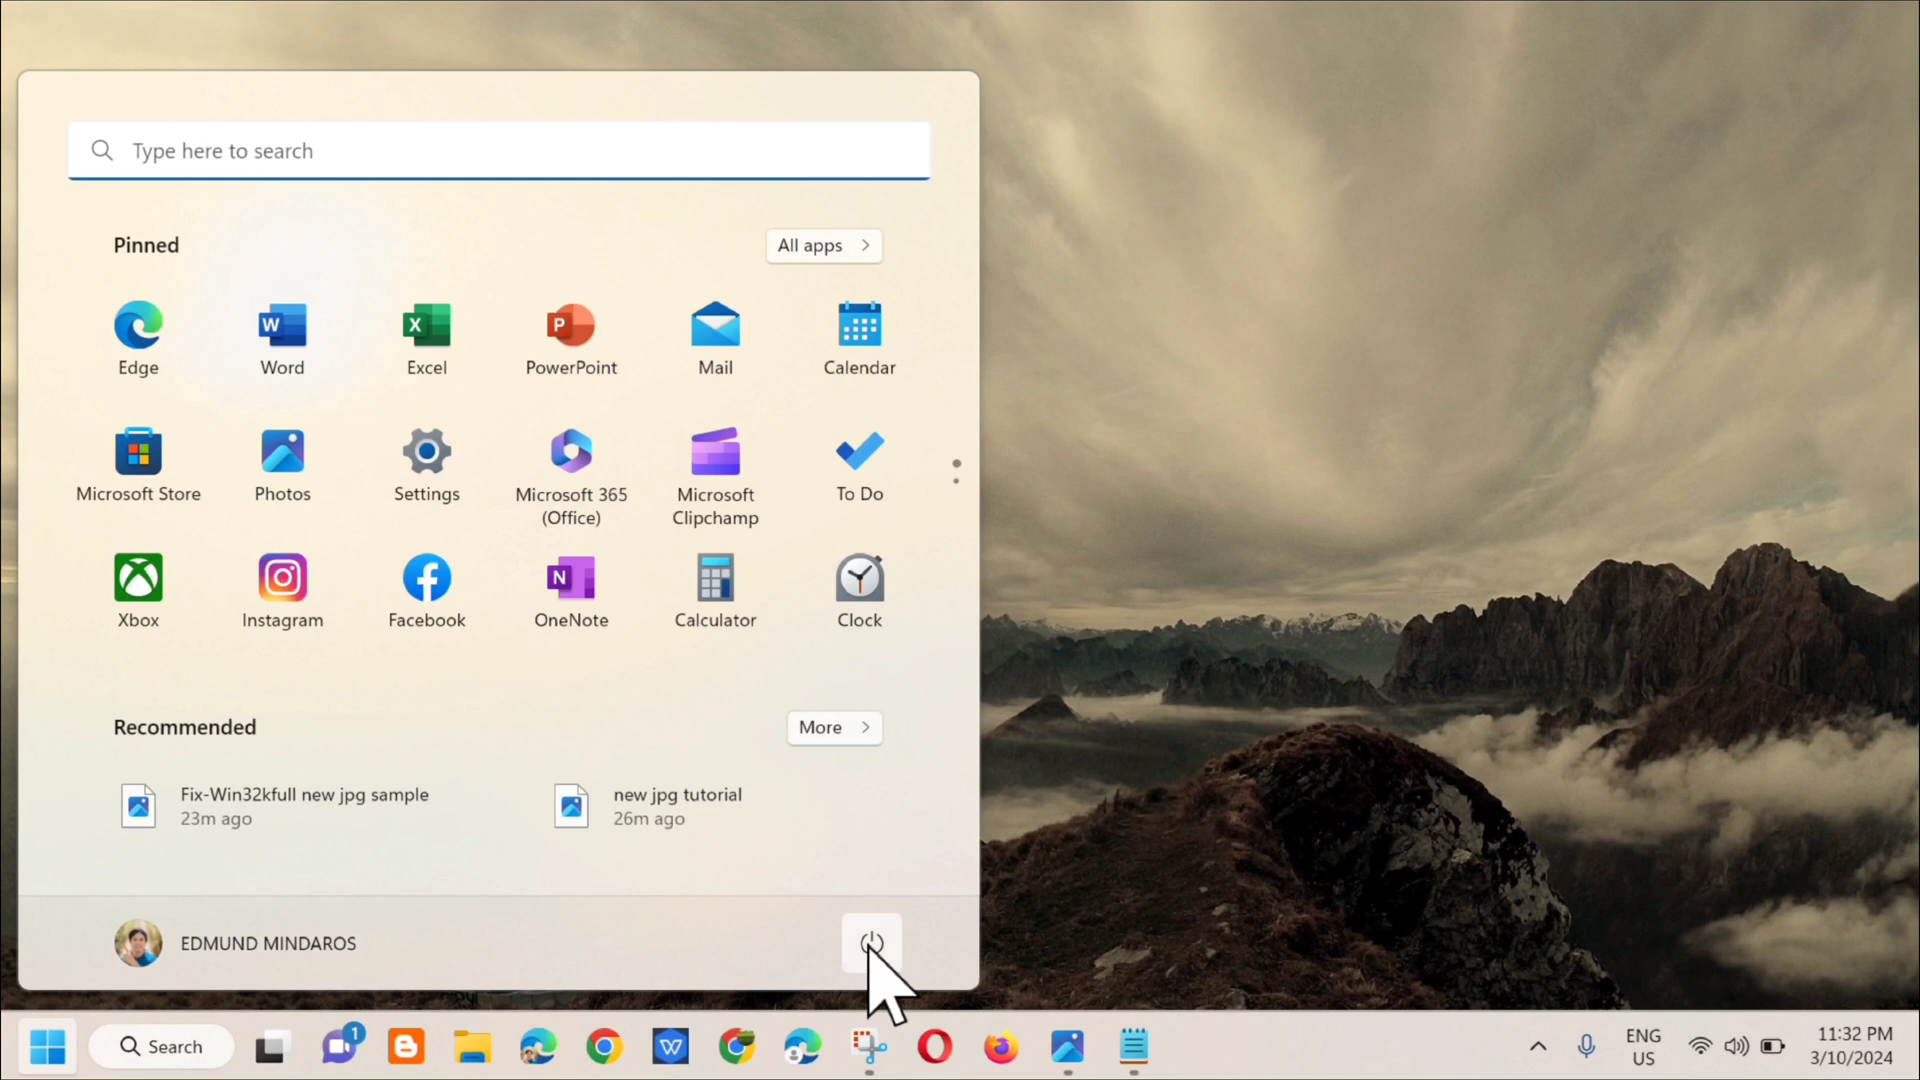 Type here to search
Pinned
All apps
Edge
Word
Excel
PowerPoint
Mail
Calendar
Microsoft Store
Photos
Settings
Microsoft 365
(Office)
Microsoft
Clipchamp
To Do
Xbox
Instagram
Facebook
OneNote
Calculator
Clock
Recommended
More
Fix-Win32kfull new jpg sample
23m ago
new jpg tutorial
26m ago
EDMUND MINDAROS
Search
1
ENG
US
11:32 PM
3/10/2024